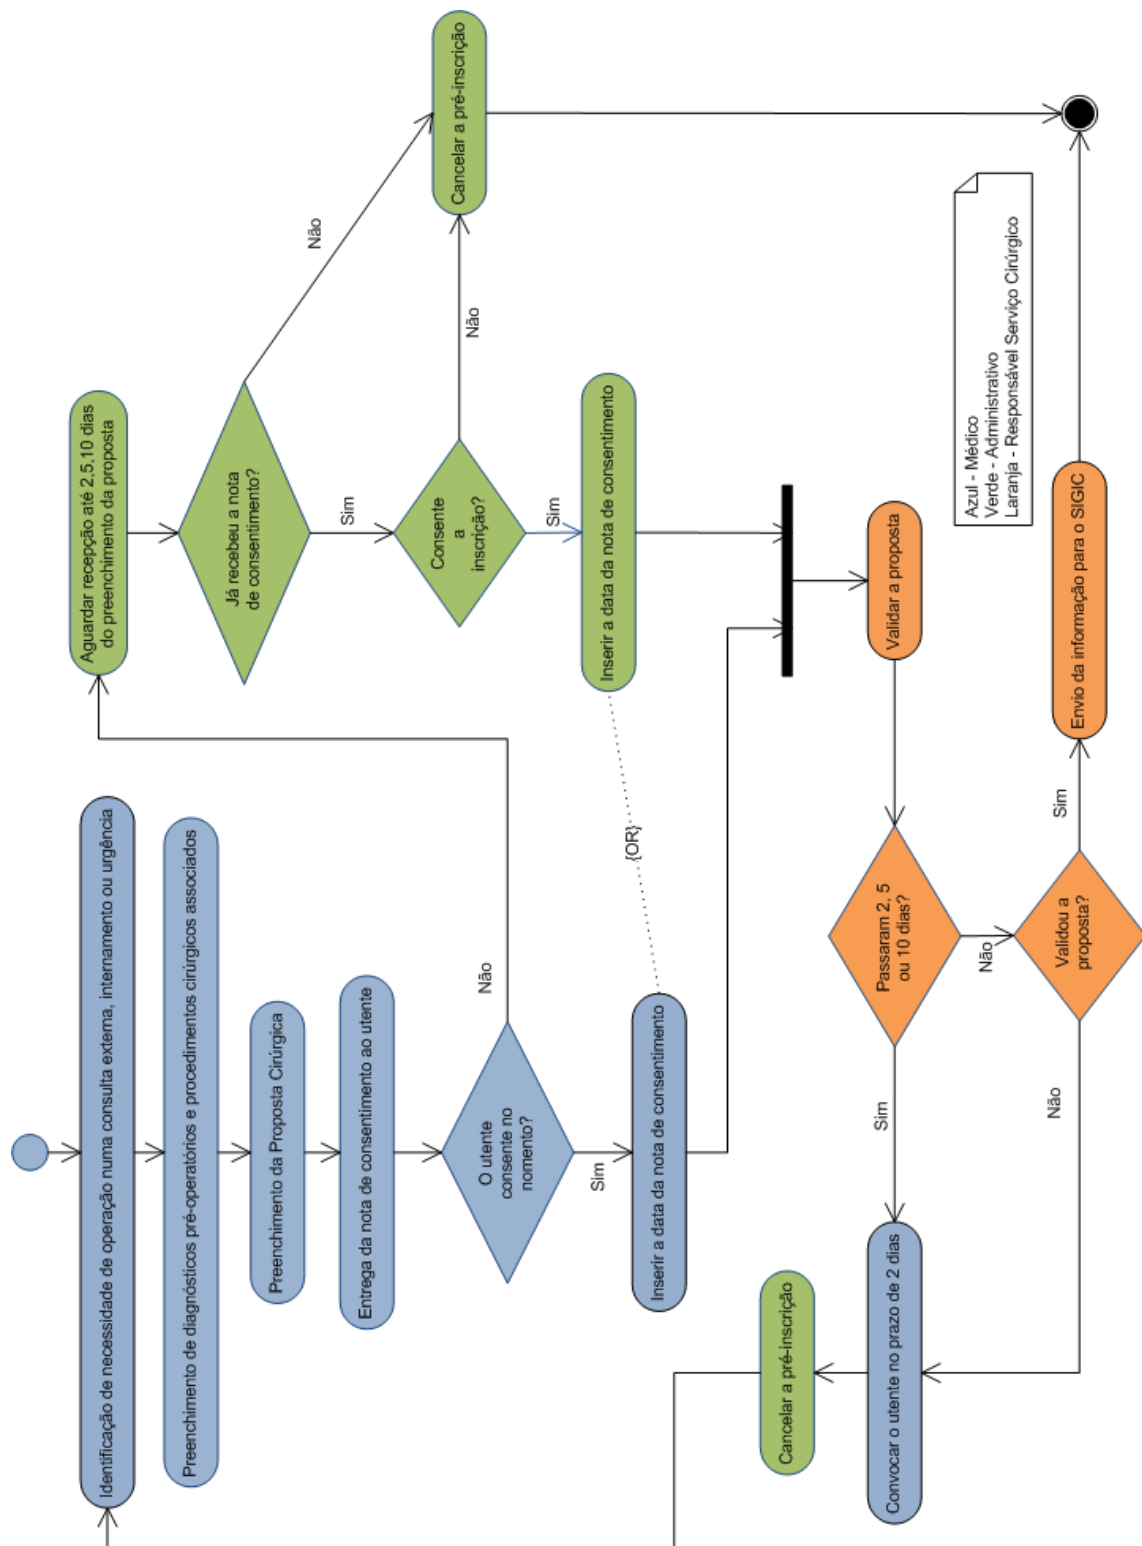 Identificação de necessidade de operação numa consulta externa, internamento ou urgência
Preenchimento de diagnósticos pré-operatórios e procedimentos cirúrgicos associados
Preenchimento da Proposta Cirúrgica
Entrega da nota de consentimento ao utente
O utente
consente no
nomento?
Não
Sim
Inserir a data da nota de consentimento
{OR}
Aguardar recepção até 2,5,10 dias
do preenchimento da proposta
Já recebeu a nota
de consentimento?
Não
Sim
Consente
a
inscrição?
Não
Sim
Cancelar a pré-inscrição
Inserir a data da nota de consentimento
Validar a proposta
Passaram 2, 5
ou 10 dias?
Sim
Não
Validou a
proposta?
Sim
Não
Envio da informação para o SIGIC
Convocar o utente no prazo de 2 dias
Cancelar a pré-inscrição
Azul - Médico
Verde - Administrativo
Laranja - Responsável Serviço Cirúrgico